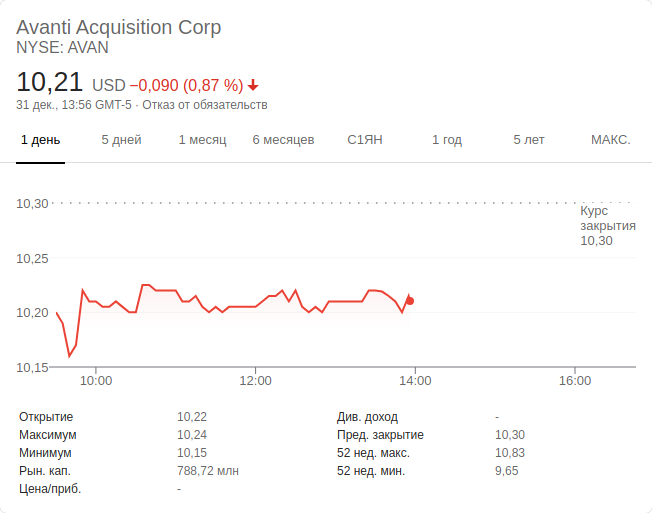 Avanti Acquisition Corp
NYSE: AVAN
10,21 USD −0,090 (0,87 %)
31 дек., 13:56 GMT-5 · Отказ от обязательств
1 день 5 дней 1 месяц 6 месяцев С1ЯН 1 год 5 лет МАКС.
10,30
Курс
закрытия
10,30
10,25
10,20
10,15
10:00 12:00 14:00 16:00
Открытие 10,22 Див. доход -
Максимум 10,24 Пред. закрытие 10,30
Минимум 10,15 52 нед. макс. 10,83
Рын. кап. 788,72 млн 52 нед. мин. 9,65
Цена/приб. -